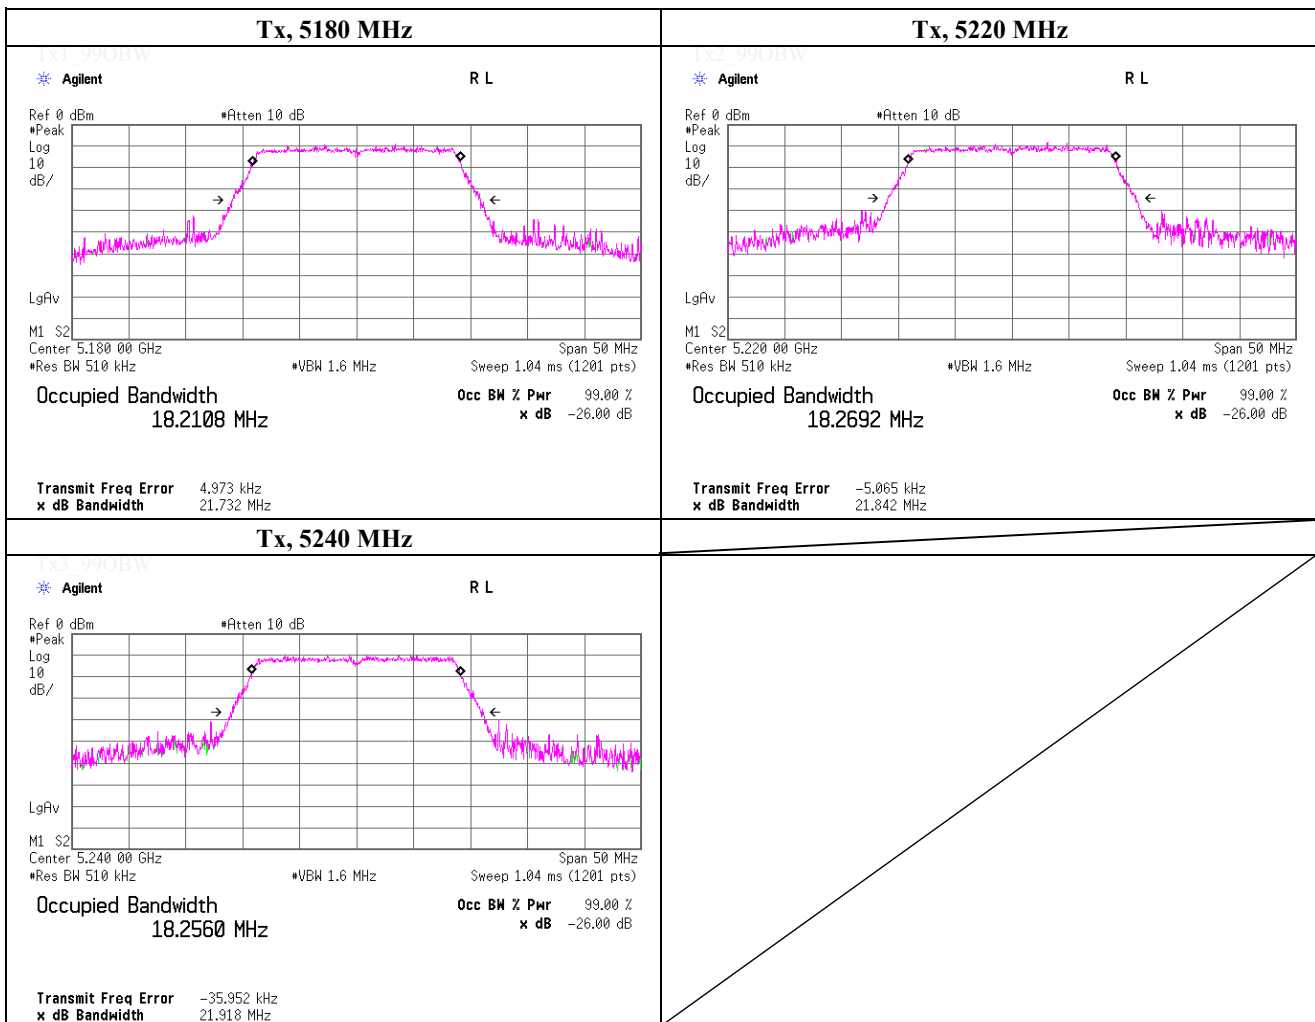 Tx, 5180 MHz
Tx1_99OBW
Agilent R L
Ref 0 dBm #Atten 10 dB
#Peak
Log
10
dB/
LgAv
M1 S2
Center 5.180 00 GHz Span 50 MHz
#Res BW 510 kHz #VBW 1.6 MHz Sweep 1.04 ms (1201 pts)
Occupied Bandwidth Occ BW % Pwr 99.00 %
18.2108 MHz x dB -26.00 dB
Transmit Freq Error 4.973 kHz
x dB Bandwidth 21.732 MHz
Tx, 5220 MHz
Tx2_99OBW
Agilent R L
Ref 0 dBm #Atten 10 dB
#Peak
Log
10
dB/
LgAv
M1 S2
Center 5.220 00 GHz Span 50 MHz
#Res BW 510 kHz #VBW 1.6 MHz Sweep 1.04 ms (1201 pts)
Occupied Bandwidth Occ BW % Pwr 99.00 %
18.2692 MHz x dB -26.00 dB
Transmit Freq Error -5.065 kHz
x dB Bandwidth 21.842 MHz
Tx, 5240 MHz
Tx3_99OBW
Agilent R L
Ref 0 dBm #Atten 10 dB
#Peak
Log
10
dB/
LgAv
M1 S2
Center 5.240 00 GHz Span 50 MHz
#Res BW 510 kHz #VBW 1.6 MHz Sweep 1.04 ms (1201 pts)
Occupied Bandwidth Occ BW % Pwr 99.00 %
18.2560 MHz x dB -26.00 dB
Transmit Freq Error -35.952 kHz
x dB Bandwidth 21.918 MHz